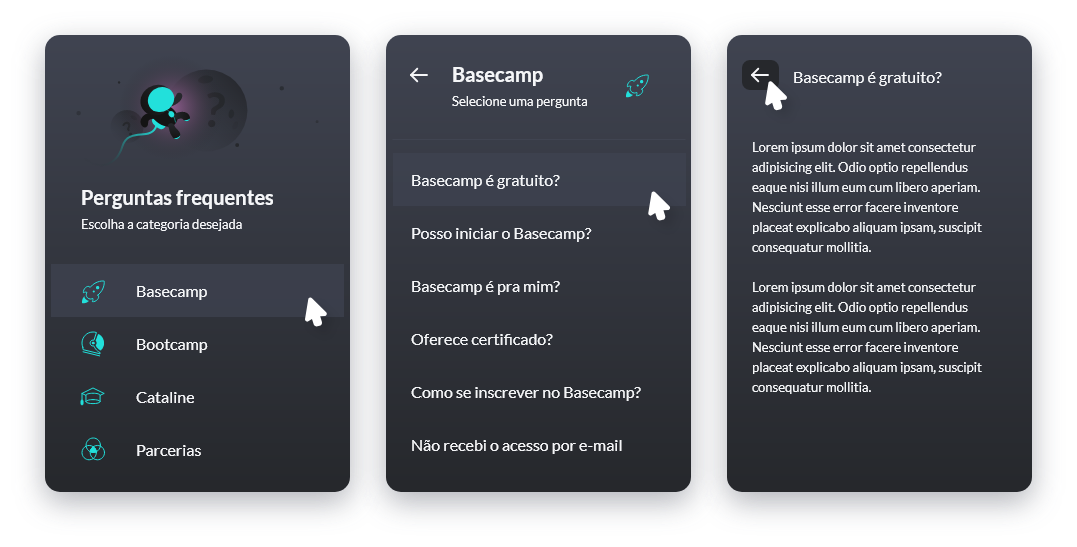 Perguntas frequentes
Escolha a categoria desejada
Basecamp
Bootcamp
Cataline
Parcerias
Basecamp
Selecione uma pergunta
Basecamp é gratuito?
Posso iniciar o Basecamp?
Basecamp é pra mim?
Oferece certificado?
Como se inscrever no Basecamp?
Não recebi o acesso por e-mail
Basecamp é gratuito?
Lorem ipsum dolor sit amet consectetur
adipisicing elit. Odio optio repellendus
eaque nisi illum eum cum libero aperiam.
Nesciunt esse error facere inventore
placeat explicabo aliquam ipsam, suscipit
consequatur mollitia.
Lorem ipsum dolor sit amet consectetur
adipisicing elit. Odio optio repellendus
eaque nisi illum eum cum libero aperiam.
Nesciunt esse error facere inventore
placeat explicabo aliquam ipsam, suscipit
consequatur mollitia.